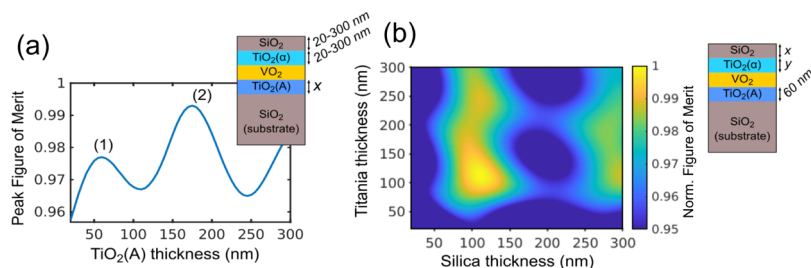 (a)
SiO₂
TiO₂(α)
VO₂
TiO₂(A)
SiO₂
(substrate)
20-300 nm
20-300 nm
x
Peak Figure of Merit
1
0.99
0.98
0.97
0.96
(1)
(2)
50
100
150
200
250
300
TiO₂(A) thickness (nm)
(b)
Titania thickness (nm)
300
250
200
150
100
50
50
100
150
200
250
300
Silica thickness (nm)
1
0.99
0.98
0.97
0.96
0.95
Norm. Figure of Merit
SiO₂
TiO₂(α)
VO₂
TiO₂(A)
SiO₂
(substrate)
x
y
60 nm